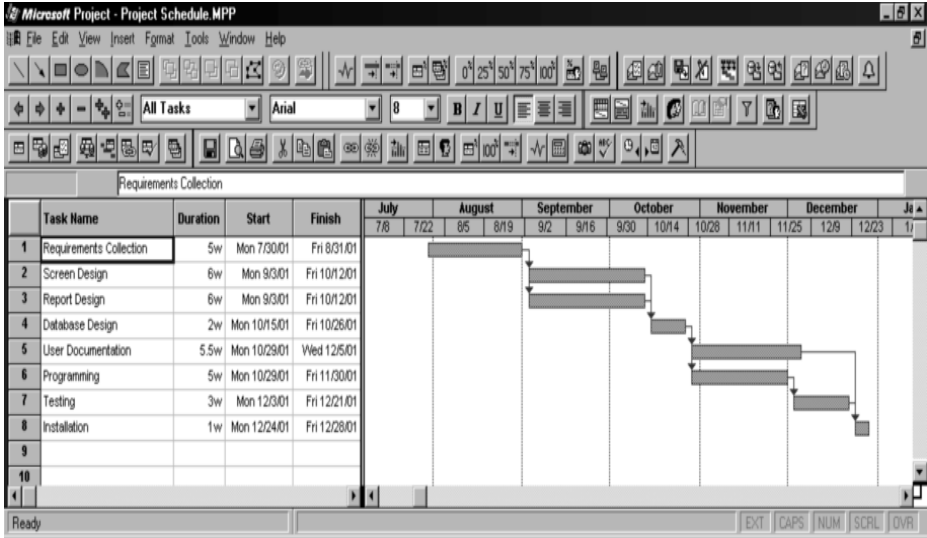 Microsoft Project - Project Schedule.MPP
File Edit View Insert Format Tools Window Help
0% 25% 50% 75% 100%
All Tasks Arial 8 B I U
100%
Requirements Collection
Task Name Duration Start Finish
July August September October November December
7/8 7/22 8/5 8/19 9/2 9/16 9/30 10/14 10/28 11/11 11/25 12/9 12/23
1 Requirements Collection 5w Mon 7/30/01 Fri 8/31/01
2 Screen Design 6w Mon 9/3/01 Fri 10/12/01
3 Report Design 6w Mon 9/3/01 Fri 10/12/01
4 Database Design 2w Mon 10/15/01 Fri 10/26/01
5 User Documentation 5.5w Mon 10/29/01 Wed 12/5/01
6 Programming 5w Mon 10/29/01 Fri 11/30/01
7 Testing 3w Mon 12/3/01 Fri 12/21/01
8 Installation 1w Mon 12/24/01 Fri 12/28/01
9
10
Ready EXT CAPS NUM SCRL OVR